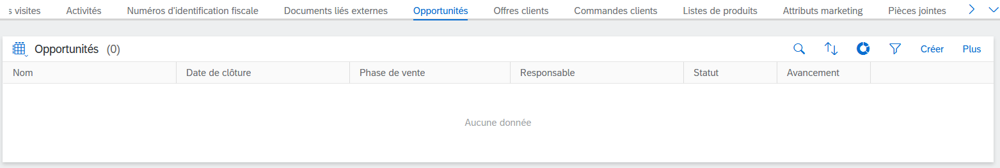 s visites Activités Numéros d'identification fiscale Documents liés externes Opportunités Offres clients Commandes clients Listes de produits Attributs marketing Pièces jointes
Opportunités (0) Créer Plus
Nom Date de clôture Phase de vente Responsable Statut Avancement
Aucune donnée